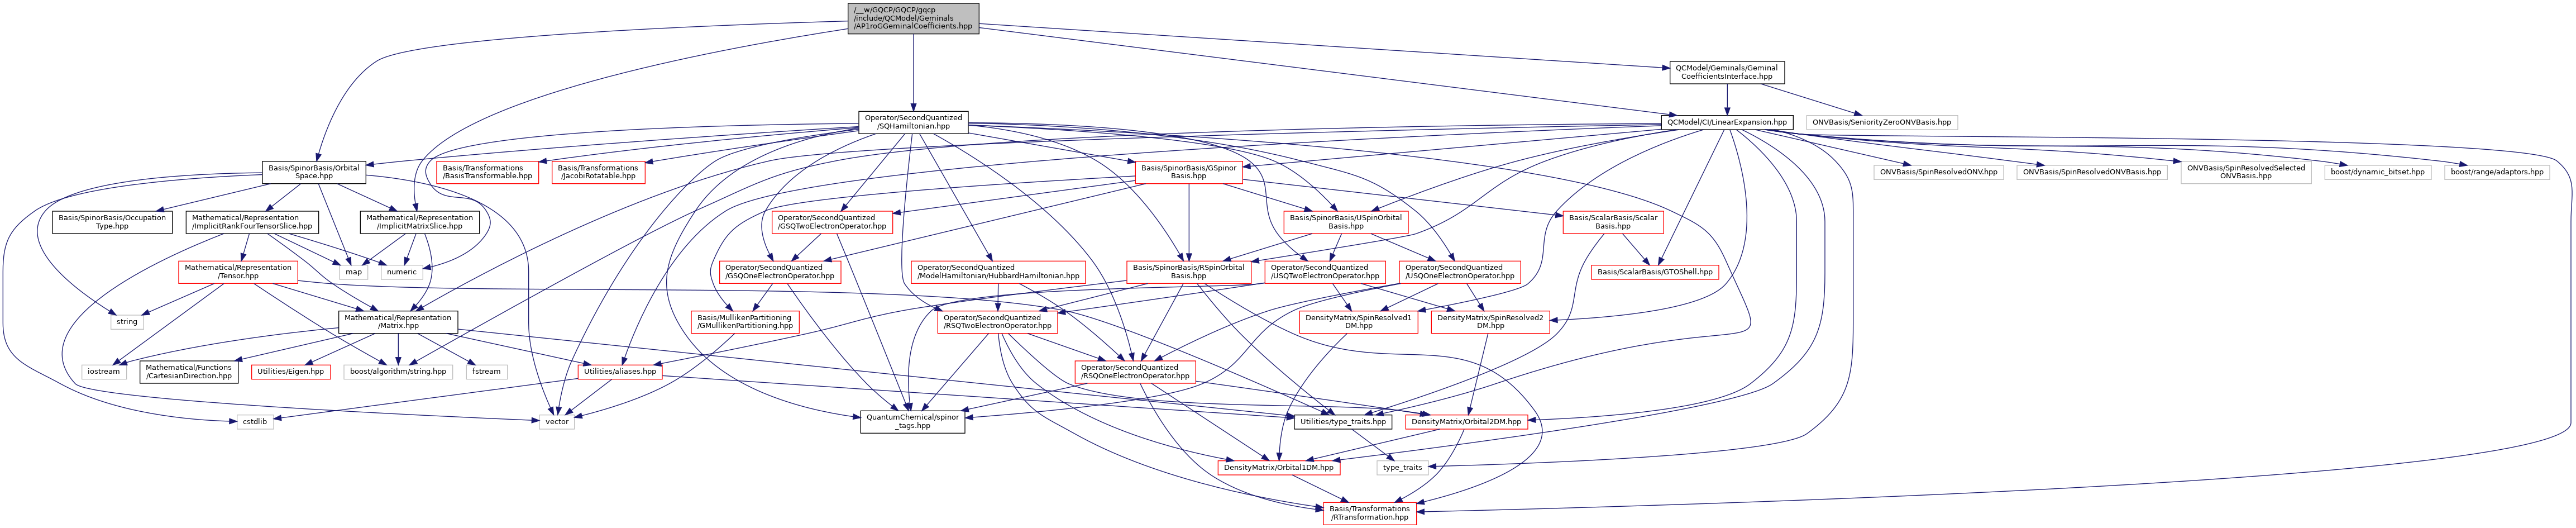 /__w/GQCP/GQCP/gqcp
/include/QCModel/Geminals
/AP1roGGeminalCoefficients.hpp
QCModel/Geminals/Geminal
CoefficientsInterface.hpp
Operator/SecondQuantized
/SQHamiltonian.hpp
QCModel/CI/LinearExpansion.hpp
ONVBasis/SeniorityZeroONVBasis.hpp
Basis/SpinorBasis/Orbital
Space.hpp
Basis/Transformations
/BasisTransformable.hpp
Basis/Transformations
/JacobiRotatable.hpp
Basis/SpinorBasis/GSpinor
Basis.hpp
ONVBasis/SpinResolvedONV.hpp
ONVBasis/SpinResolvedONVBasis.hpp
ONVBasis/SpinResolvedSelected
ONVBasis.hpp
boost/dynamic_bitset.hpp
boost/range/adaptors.hpp
Basis/SpinorBasis/Occupation
Type.hpp
Mathematical/Representation
/ImplicitRankFourTensorSlice.hpp
Mathematical/Representation
/ImplicitMatrixSlice.hpp
Operator/SecondQuantized
/GSQTwoElectronOperator.hpp
Basis/SpinorBasis/USpinOrbital
Basis.hpp
Basis/ScalarBasis/Scalar
Basis.hpp
Mathematical/Representation
/Tensor.hpp
map
numeric
Operator/SecondQuantized
/GSQOneElectronOperator.hpp
Operator/SecondQuantized
/ModelHamiltonian/HubbardHamiltonian.hpp
Basis/SpinorBasis/RSpinOrbital
Basis.hpp
Operator/SecondQuantized
/USQTwoElectronOperator.hpp
Operator/SecondQuantized
/USQOneElectronOperator.hpp
Basis/ScalarBasis/GTOShell.hpp
string
Mathematical/Representation
/Matrix.hpp
Basis/MullikenPartitioning
/GMullikenPartitioning.hpp
Operator/SecondQuantized
/RSQTwoElectronOperator.hpp
DensityMatrix/SpinResolved1
DM.hpp
DensityMatrix/SpinResolved2
DM.hpp
iostream
Mathematical/Functions
/CartesianDirection.hpp
Utilities/Eigen.hpp
boost/algorithm/string.hpp
fstream
Utilities/aliases.hpp
Operator/SecondQuantized
/RSQOneElectronOperator.hpp
cstdlib
vector
QuantumChemical/spinor
_tags.hpp
Utilities/type_traits.hpp
DensityMatrix/Orbital2DM.hpp
DensityMatrix/Orbital1DM.hpp
type_traits
Basis/Transformations
/RTransformation.hpp